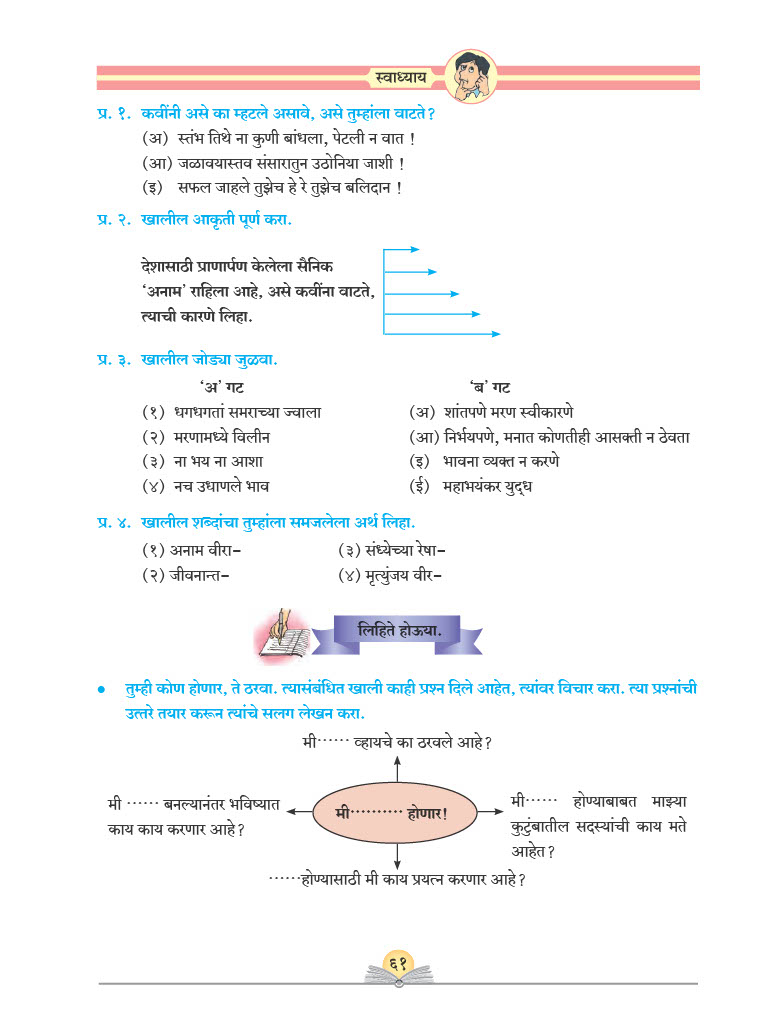 स्वाध्याय
प्र. १. कवींनी असे का म्हटले असावे, असे तुम्हांला वाटते?
(अ) स्तंभ तिथे ना कुणी बांधला, पेटली न वात !
(आ) जळावयास्तव संसारातुन उठोनिया जाशी !
(इ) सफल जाहले तुझेच हे रे तुझेच बलिदान !
प्र. २. खालील आकृती पूर्ण करा.
देशासाठी प्राणार्पण केलेला सैनिक
‘अनाम’ राहिला आहे, असे कवींना वाटते,
त्याची कारणे लिहा.
प्र. ३. खालील जोड्या जुळवा.
‘अ’ गट ‘ब’ गट
(१) धगधगतां समराच्या ज्वाला (अ) शांतपणे मरण स्वीकारणे
(२) मरणामध्ये विलीन (आ) निर्भयपणे, मनात कोणतीही आसक्ती न ठेवता
(३) ना भय ना आशा (इ) भावना व्यक्त न करणे
(४) नच उधाणले भाव (ई) महाभयंकर युद्ध
प्र. ४. खालील शब्दांचा तुम्हांला समजलेला अर्थ लिहा.
(१) अनाम वीरा- (३) संध्येच्या रेषा-
(२) जीवनान्त- (४) मृत्युंजय वीर-
लिहिते होऊया.
● तुम्ही कोण होणार, ते ठरवा. त्यासंबंधित खाली काही प्रश्न दिले आहेत, त्यांवर विचार करा. त्या प्रश्नांची
उत्तरे तयार करून त्यांचे सलग लेखन करा.
मी...... व्हायचे का ठरवले आहे?
मी ...... बनल्यानंतर भविष्यात
काय काय करणार आहे?
मी.......... होणार!
मी...... होण्याबाबत माझ्या
कुटुंबातील सदस्यांची काय मते
आहेत?
......होण्यासाठी मी काय प्रयत्न करणार आहे?
६१